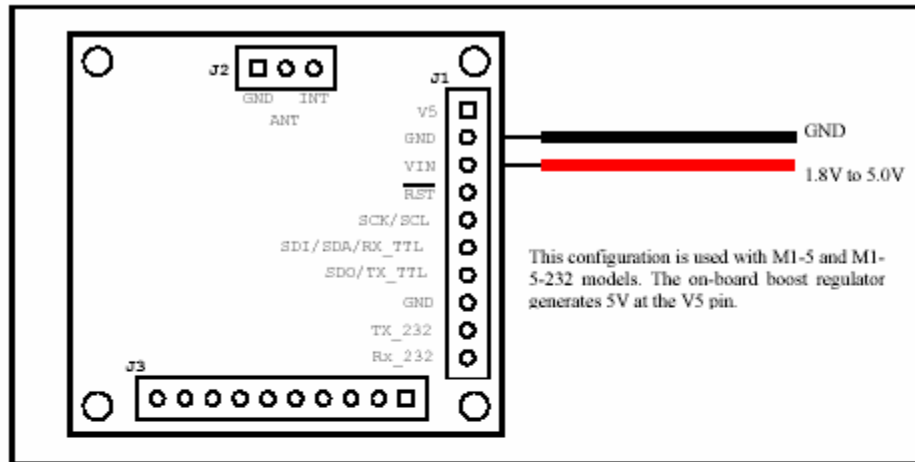 J2
GND INT
ANT
J1
V5
GND
VIN
RST
SCK/SCL
SDI/SDA/RX_TTL
SDO/TX_TTL
GND
TX_232
Rx_232
J3
GND
1.8V to 5.0V
This configuration is used with M1-5 and M1-
5-232 models. The on-board boost regulator
generates 5V at the V5 pin.